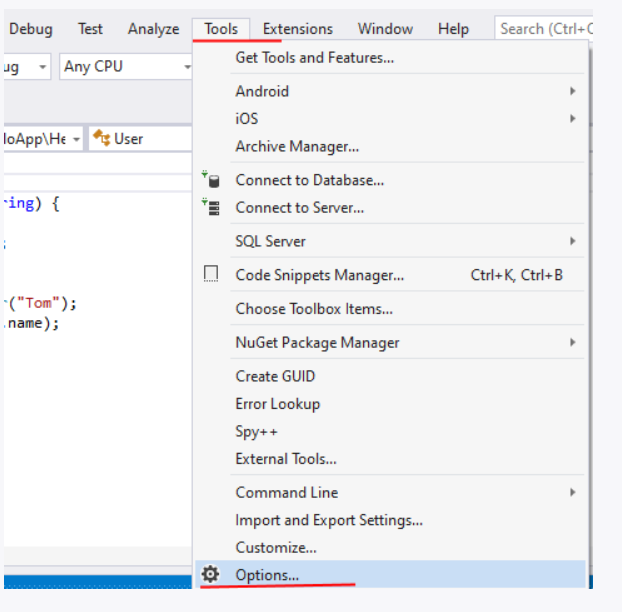 Debug Test Analyze Tools Extensions Window Help Search (Ctrl+
Any CPU
Get Tools and Features...
Android
iOS
User
Archive Manager...
Connect to Database...
ring) {
Connect to Server...
;
SQL Server
Code Snippets Manager... Ctrl+K, Ctrl+B
("Tom");
Choose Toolbox Items...
.name);
NuGet Package Manager
Create GUID
Error Lookup
Spy++
External Tools...
Command Line
Import and Export Settings...
Customize...
Options...